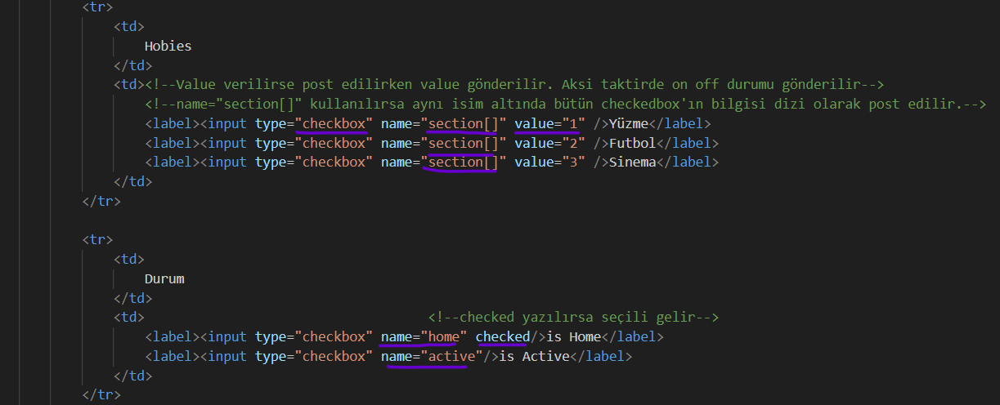 <tr>
<td>
Hobies
</td>
<td><!--Value verilirse post edilirken value gönderilir. Aksi taktirde on off durumu gönderilir-->
<!--name="section[]" kullanılırsa aynı isim altında bütün checkedbox'ın bilgisi dizi olarak post edilir.-->
<label><input type="checkbox" name="section[]" value="1" />Yüzme</label>
<label><input type="checkbox" name="section[]" value="2" />Futbol</label>
<label><input type="checkbox" name="section[]" value="3" />Sinema</label>
</td>
</tr>
<tr>
<td>
Durum
</td>
<td> <!--checked yazılırsa seçili gelir-->
<label><input type="checkbox" name="home" checked/>is Home</label>
<label><input type="checkbox" name="active"/>is Active</label>
</td>
</tr>